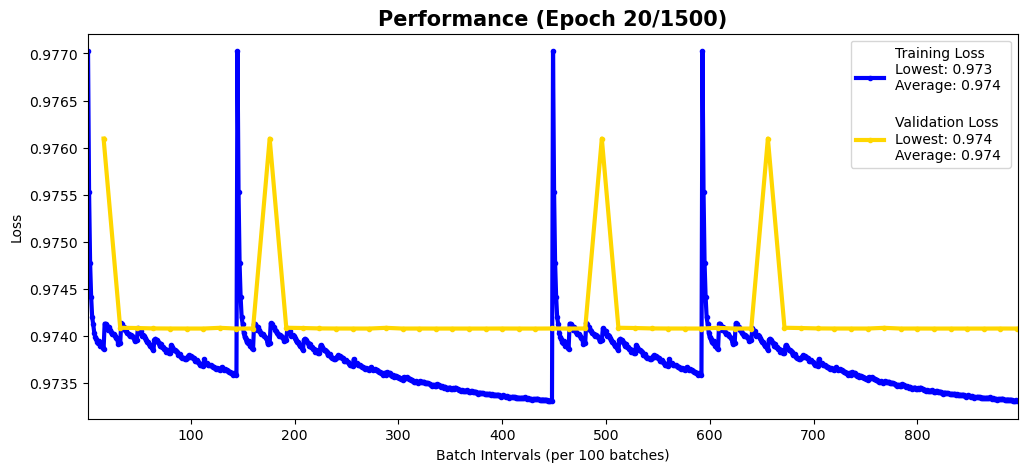 Performance (Epoch 20/1500)
Training Loss
Lowest: 0.973
Average: 0.974
Validation Loss
Lowest: 0.974
Average: 0.974
Loss
0.9770
0.9765
0.9760
0.9755
0.9750
0.9745
0.9740
0.9735
100 200 300 400 500 600 700 800
Batch Intervals (per 100 batches)